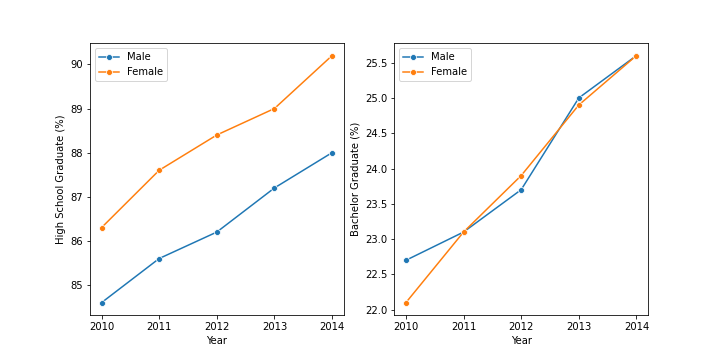 Male
Female
High School Graduate (%)
90
89
88
87
86
85
2010 2011 2012 2013 2014
Year
Male
Female
Bachelor Graduate (%)
25.5
25.0
24.5
24.0
23.5
23.0
22.5
22.0
2010 2011 2012 2013 2014
Year